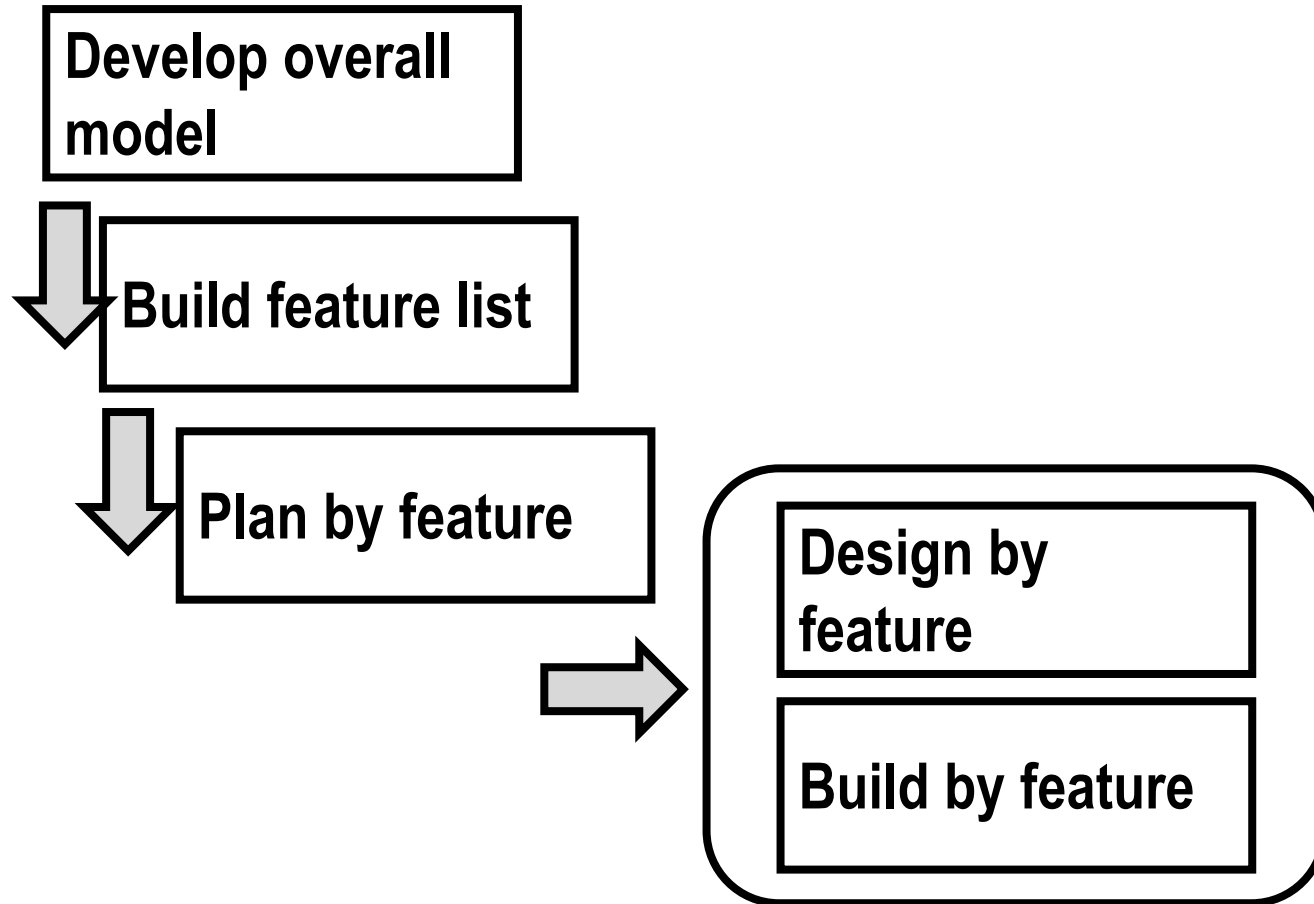 Develop overall
model
Build feature list
Plan by feature
Design by
feature
Build by feature